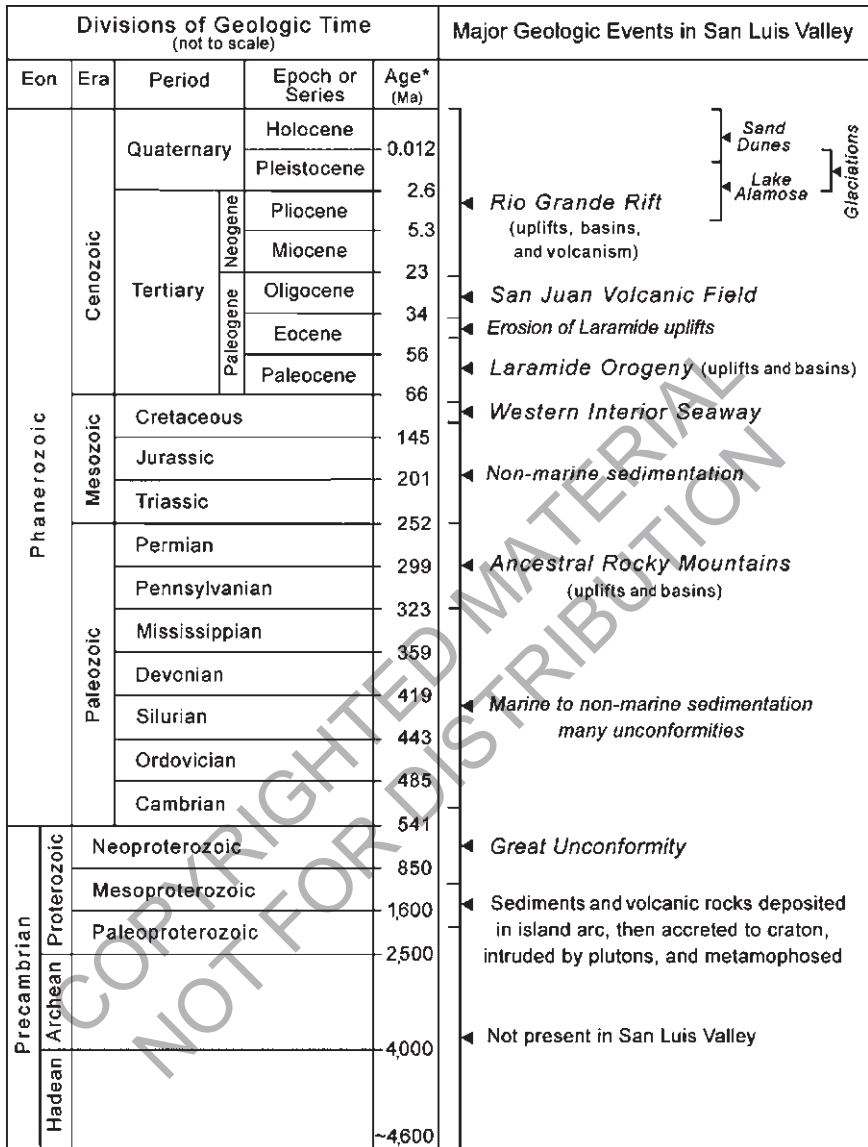 Divisions of Geologic Time
(not to scale)
Major Geologic Events in San Luis Valley
Eon
Era
Period
Epoch or
Series
Age*
(Ma)
Phanerozoic
Cenozoic
Quaternary
Holocene
0.012
Pleistocene
2.6
Tertiary
Neogene
Pliocene
5.3
Miocene
23
Paleogene
Oligocene
34
Eocene
56
Paleocene
66
Mesozoic
Cretaceous
145
Jurassic
201
Triassic
252
Paleozoic
Permian
299
Pennsylvanian
323
Mississippian
359
Devonian
419
Silurian
443
Ordovician
485
Cambrian
541
Precambrian
Proterozoic
Neoproterozoic
850
Mesoproterozoic
1,600
Paleoproterozoic
2,500
Archean
4,000
Hadean
~4,600
Sand
Dunes
Lake
Alamosa
Glaciations
Rio Grande Rift
(uplifts, basins,
and volcanism)
San Juan Volcanic Field
Erosion of Laramide uplifts
Laramide Orogeny (uplifts and basins)
Western Interior Seaway
Non-marine sedimentation
Ancestral Rocky Mountains
(uplifts and basins)
Marine to non-marine sedimentation
many unconformities
Great Unconformity
Sediments and volcanic rocks deposited
in island arc, then accreted to craton,
intruded by plutons, and metamophosed
Not present in San Luis Valley
COPYRIGHTED MATERIAL
NOT FOR DISTRIBUTION